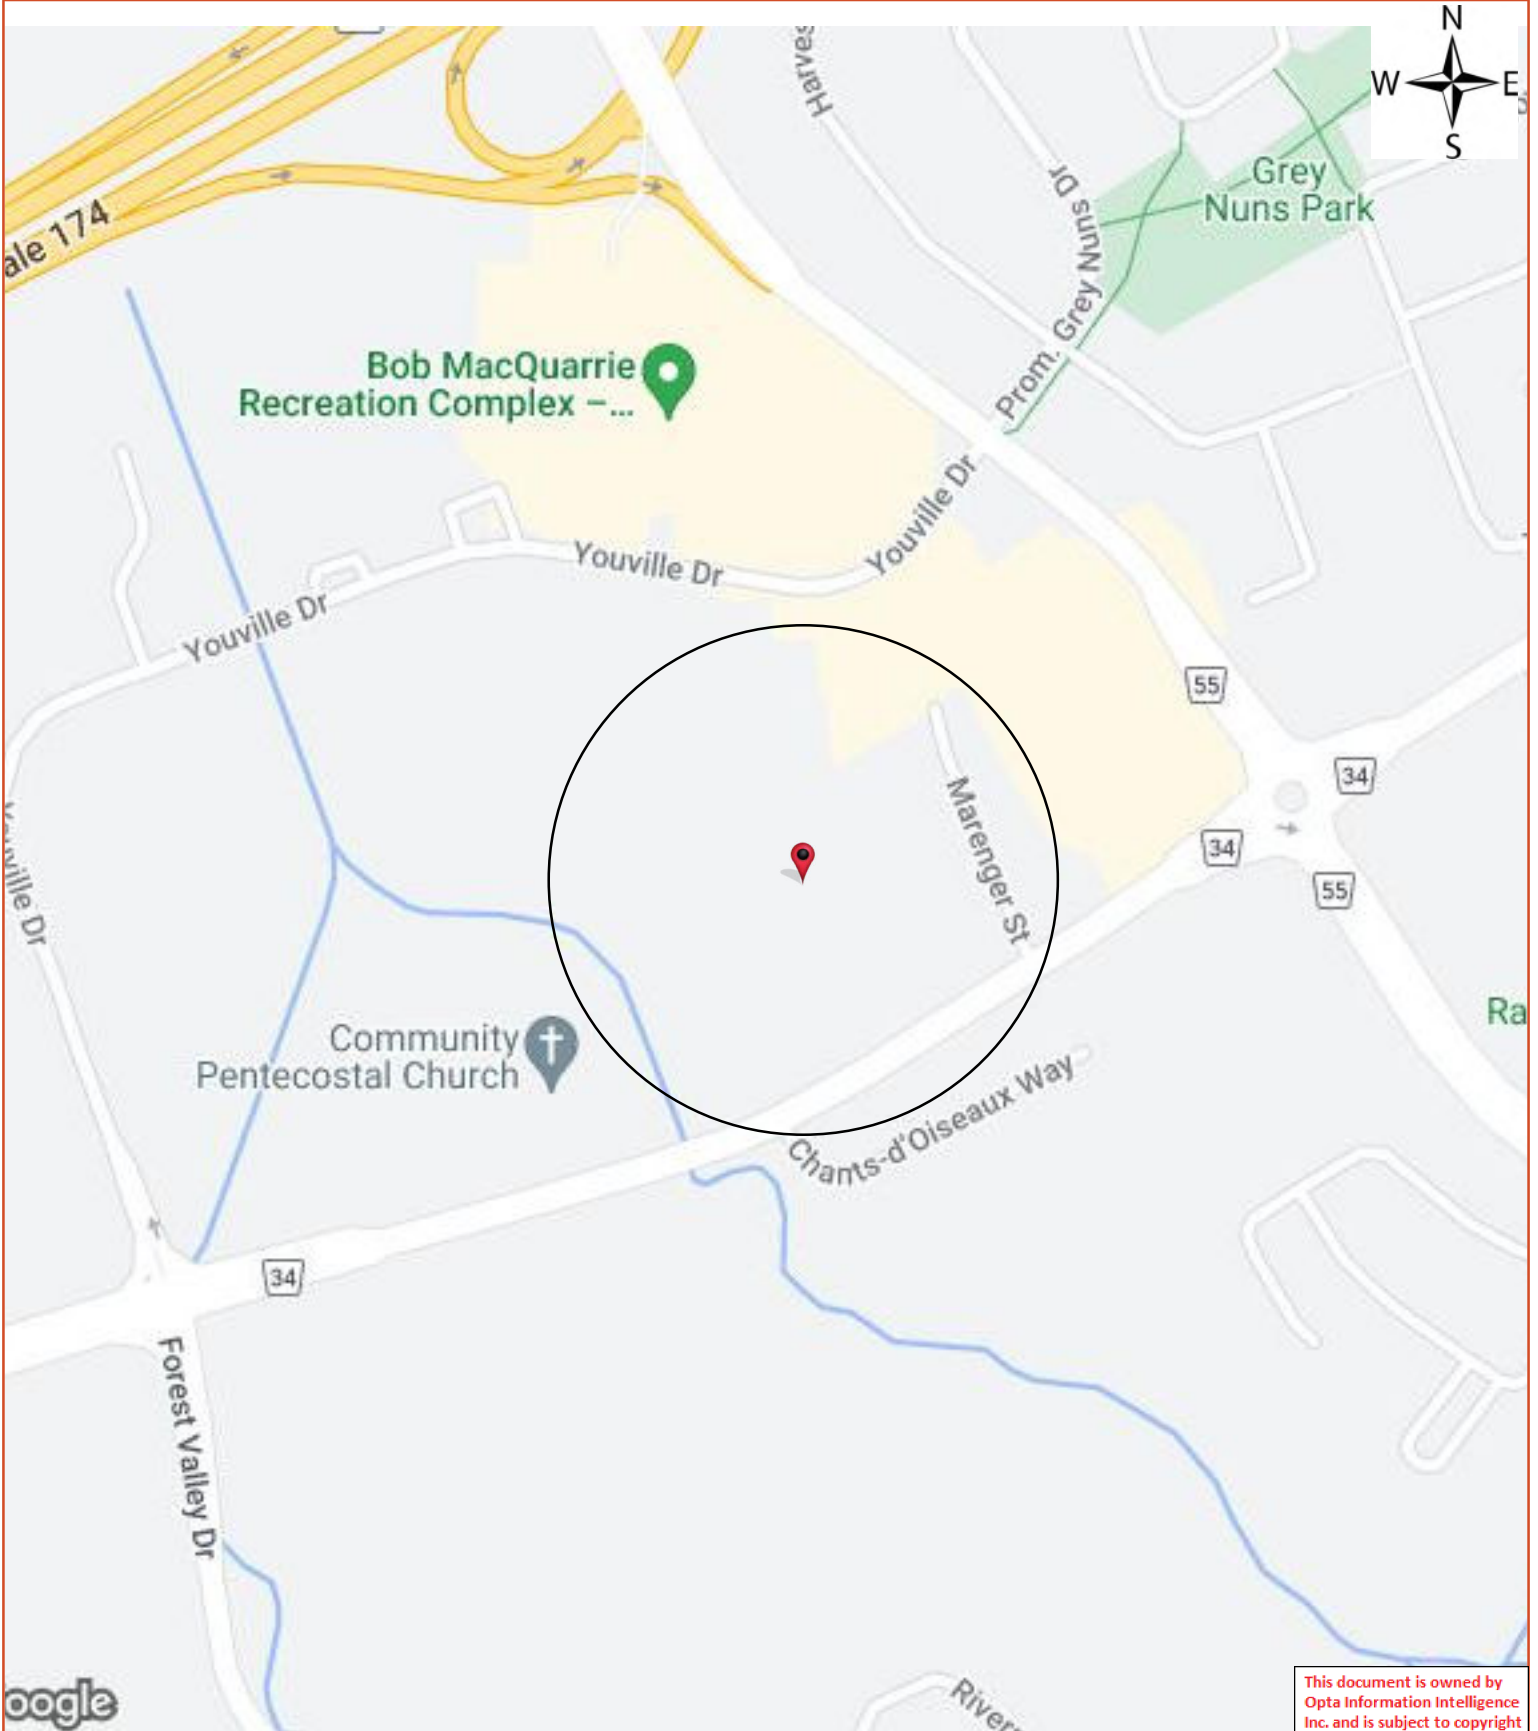 N
W
E
S
Harves
ale 174
Grey Nuns Dr
Grey
Nuns Park
Prom.
Bob MacQuarrie
Recreation Complex –...
Youville Dr
Youville Dr
Youville Dr
55
34
34
55
Marenger St
Youville Dr
Ra
Community
Pentecostal Church
Chants-d'Oiseaux Way
34
Forest Valley Dr
Rivers
oogle
This document is owned by
Opta Information Intelligence
Inc. and is subject to copyright